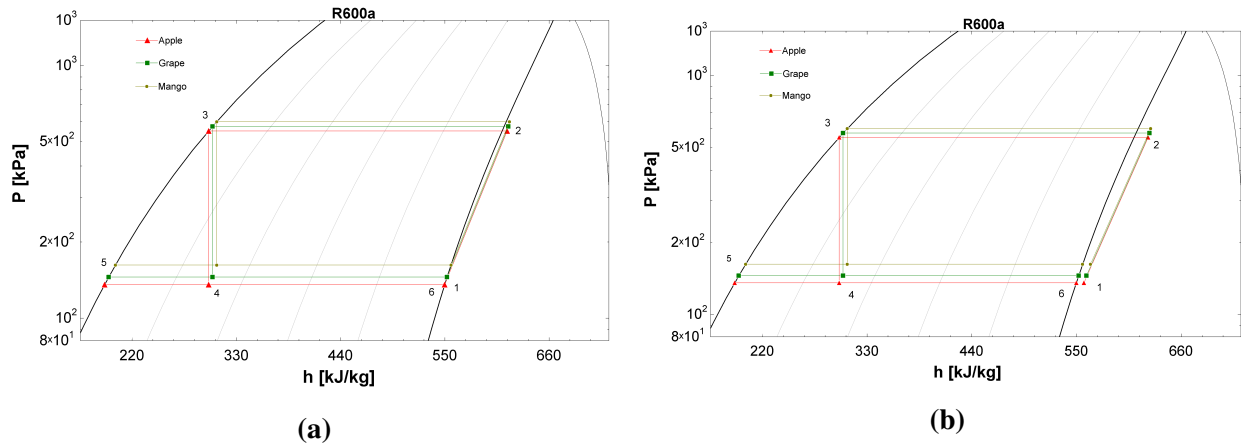 R600a
10³
Apple
Grape
Mango
10³
3
2
5×10²
P [kPa]
2×10²
5
4
6
1
10²
8×10¹
220
330
440
550
660
h [kJ/kg]
(a)
R600a
10³
Apple
10³
Grape
Mango
3
2
5×10²
P [kPa]
2×10²
5
4
6
1
10²
8×10¹
220
330
440
550
660
h [kJ/kg]
(b)